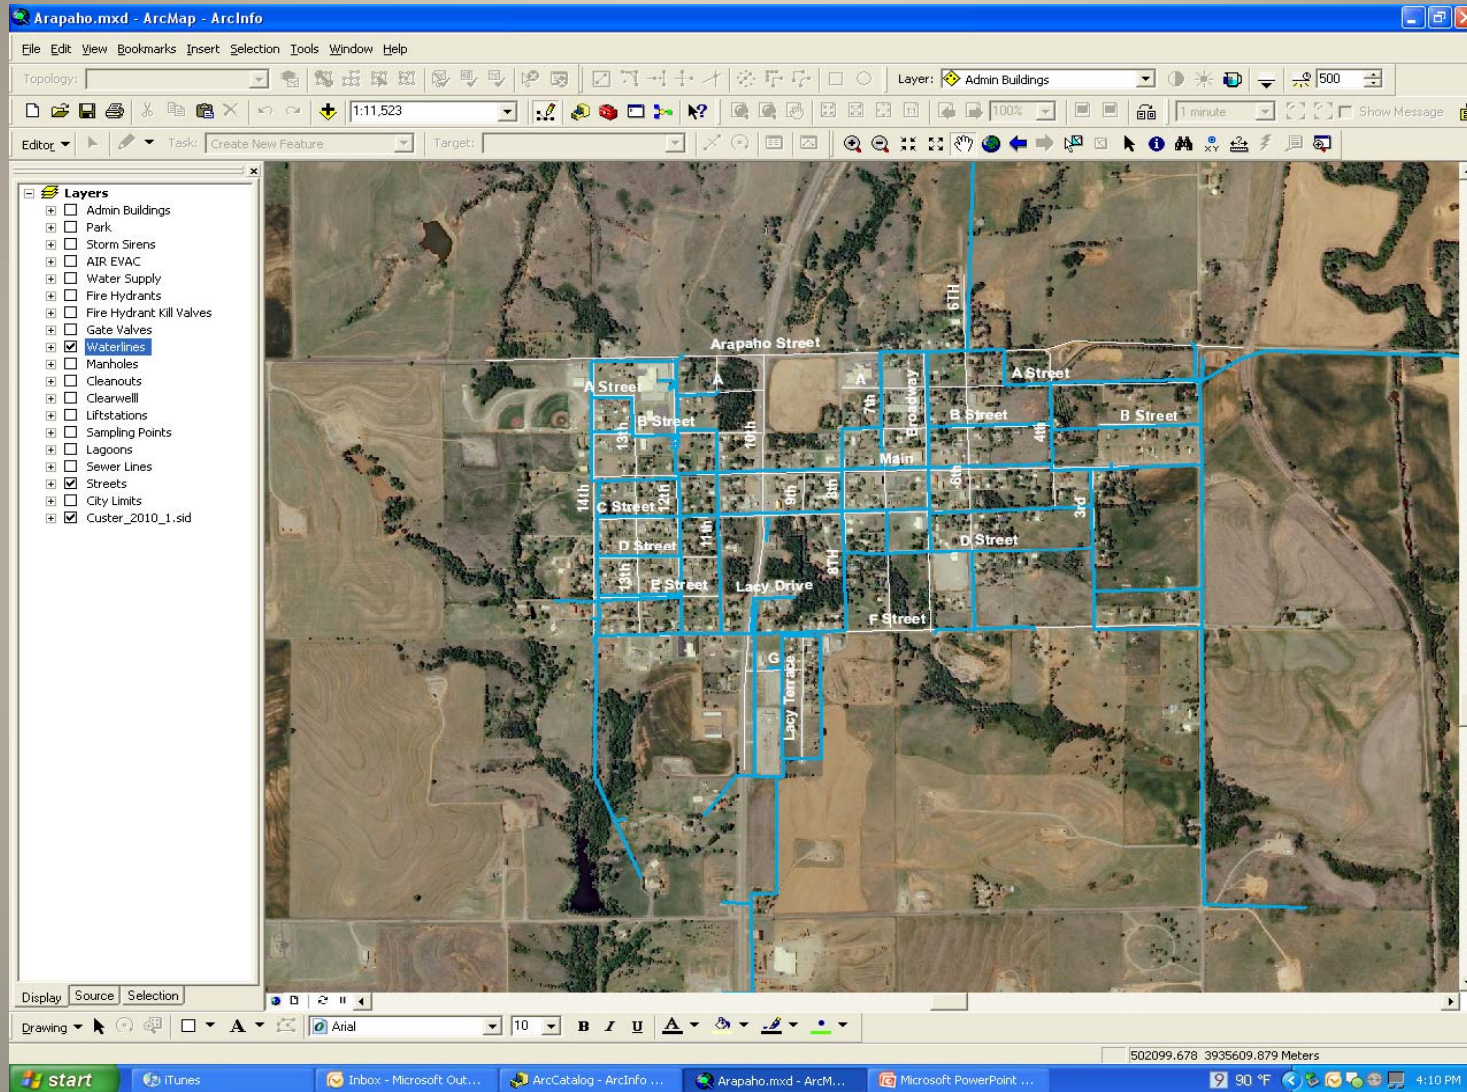 Arapaho.mxd - ArcMap - ArcInfo
File Edit View Bookmarks Insert Selection Tools Window Help
Topology: Layer: Admin Buildings 500
1:11,523 100% 1 minute Show Message
Editor Task: Create New Feature Target:
Layers
Admin Buildings
Park
Storm Sirens
AIR EVAC
Water Supply
Fire Hydrants
Fire Hydrant Kill Valves
Gate Valves
Waterlines
Manholes
Cleanouts
Clearwelll
Liftstations
Sampling Points
Lagoons
Sewer Lines
Streets
City Limits
Custer_2010_1.sid
6TH
Arapaho Street
A Street A A A Street
7th Broadway
B Street B Street B Street
13th 10th 4th
Main
14th 12th 9th 8th 6th 3rd
C Street
11th
D Street D Street
13th E Street Lacy Drive 8TH
F Street
G
Lacy Terrace
Display Source Selection
Drawing A Arial 10 B I U A
502099.678 3935609.879 Meters
start iTunes Inbox - Microsoft Out... ArcCatalog - ArcInfo ... Arapaho.mxd - ArcM... Microsoft PowerPoint ... 90 °F 4:10 PM